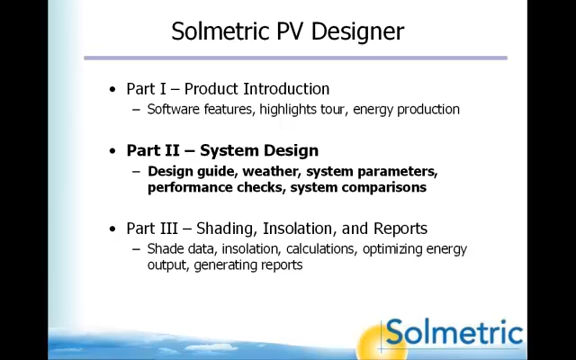 Solmetric PV Designer
• Part I – Product Introduction
– Software features, highlights tour, energy production
• Part II – System Design
– Design guide, weather, system parameters,
performance checks, system comparisons
• Part III – Shading, Insolation, and Reports
– Shade data, insolation, calculations, optimizing energy
output, generating reports
Solmetric